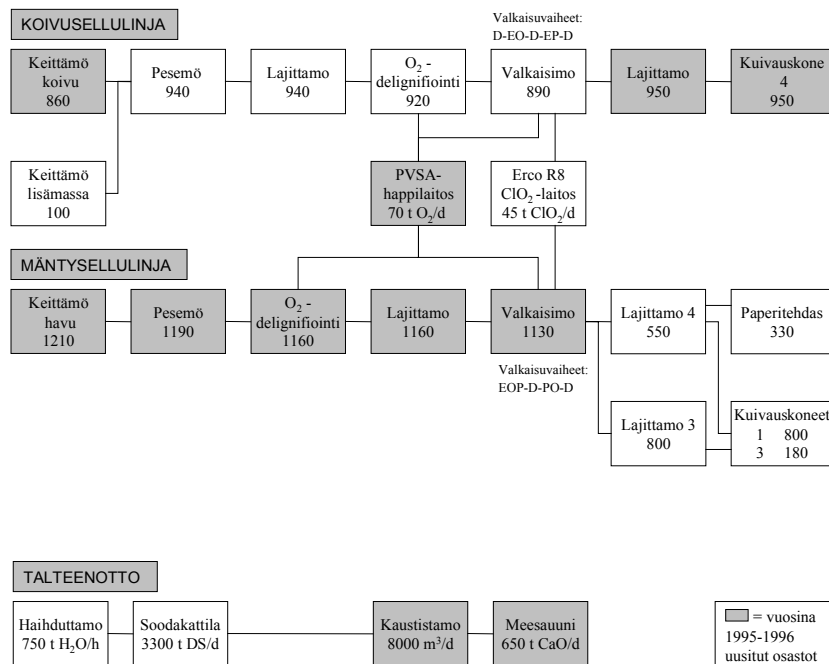 KOIVUSELLULINJA
Valkaisuvaiheet:
D-EO-D-EP-D
Keittämö
koivu
860
Pesemö
940
Lajittamo
940
O₂ -
delignifiointi
920
Valkaisimo
890
Lajittamo
950
Kuivauskone
4
950
Keittämö
lisämassa
100
PVSA-
happilaitos
70 t O₂/d
Erco R8
ClO₂ -laitos
45 t ClO₂/d
MÄNTYSELLULINJA
Keittämö
havu
1210
Pesemö
1190
O₂ -
delignifiointi
1160
Lajittamo
1160
Valkaisimo
1130
Lajittamo 4
550
Paperitehdas
330
Valkaisuvaiheet:
EOP-D-PO-D
Lajittamo 3
800
Kuivauskoneet
1 800
3 180
TALTEENOTTO
Haihduttamo
750 t H₂O/h
Soodakattila
3300 t DS/d
Kaustistamo
8000 m³/d
Meesauuni
650 t CaO/d
= vuosina
1995-1996
uusitut osastot